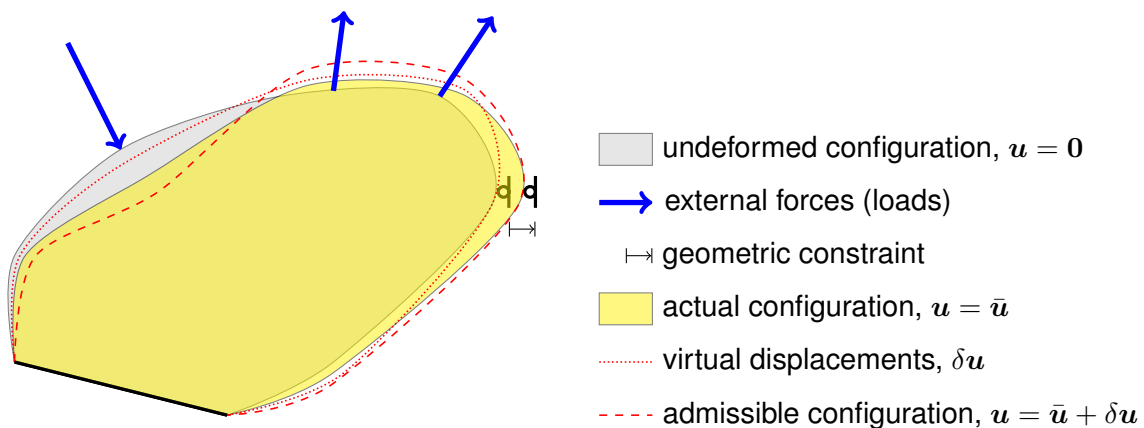 undeformed configuration, u = 0
external forces (loads)
geometric constraint
actual configuration, u = ū
virtual displacements, δu
admissible configuration, u = ū + δu